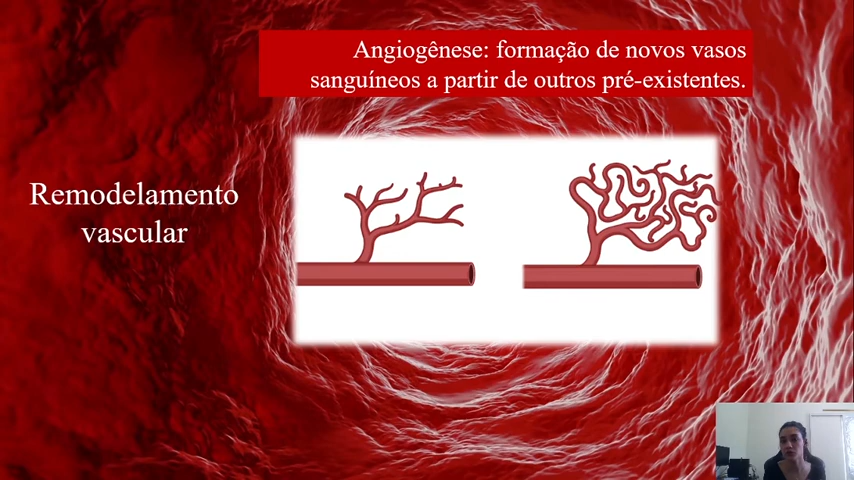 Angiogênese: formação de novos vasos
sanguíneos a partir de outros pré-existentes.
Remodelamento
vascular